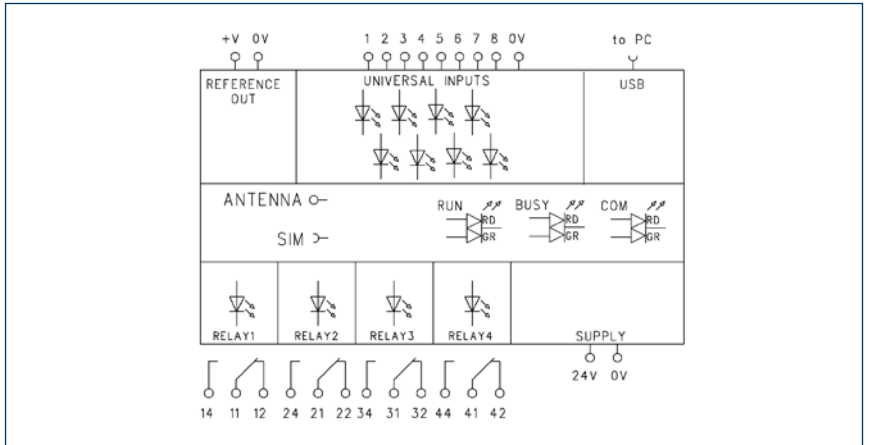 +V 0V 1 2 3 4 5 6 7 8 0V to PC
REFERENCE OUT
UNIVERSAL INPUTS
USB
ANTENNA
SIM
RUN RD GR
BUSY RD GR
COM RD GR
RELAY1 RELAY2 RELAY3 RELAY4 SUPPLY
24V 0V
14 11 12 24 21 22 34 31 32 44 41 42